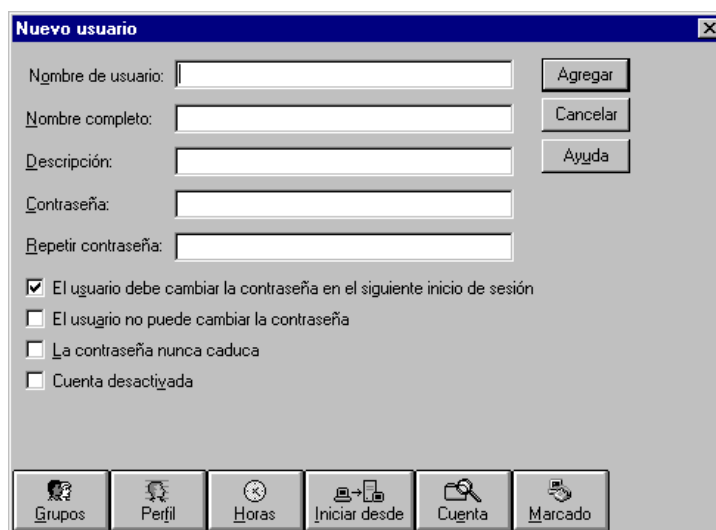 Nuevo usuario
Nombre de usuario:
Agregar
Nombre completo:
Cancelar
Descripción:
Ayuda
Contraseña:
Repetir contraseña:
El usuario debe cambiar la contraseña en el siguiente inicio de sesión
El usuario no puede cambiar la contraseña
La contraseña nunca caduca
Cuenta desactivada
Grupos
Perfil
Horas
Iniciar desde
Cuenta
Marcado